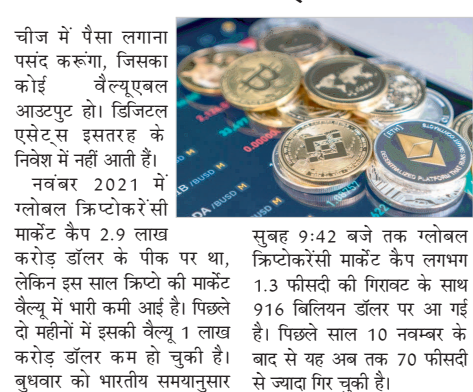 चीज में पैसा लगाना
पसंद करूंगा, जिसका
कोई वैल्यूएबल
आउटपुट हो। डिजिटल
एसेट्स इसतरह के
निवेश में नहीं आती हैं।
नवंबर 2021 में
ग्लोबल क्रिप्टोकरेंसी
मार्केट कैप 2.9 लाख
करोड़ डॉलर के पीक पर था,
लेकिन इस साल क्रिप्टो की मार्केट
वैल्यू में भारी कमी आई है। पिछले
दो महीनों में इसकी वैल्यू 1 लाख
करोड़ डॉलर कम हो चुकी है।
बुधवार को भारतीय समयानुसार
सुबह 9:42 बजे तक ग्लोबल
क्रिप्टोकरेंसी मार्केट कैप लगभग
1.3 फीसदी की गिरावट के साथ
916 बिलियन डॉलर पर आ गई
है। पिछले साल 10 नवम्बर के
बाद से यह अब तक 70 फीसदी
से ज्यादा गिर चुकी है।
/BUSD M
/BUSD M
/BUSD M